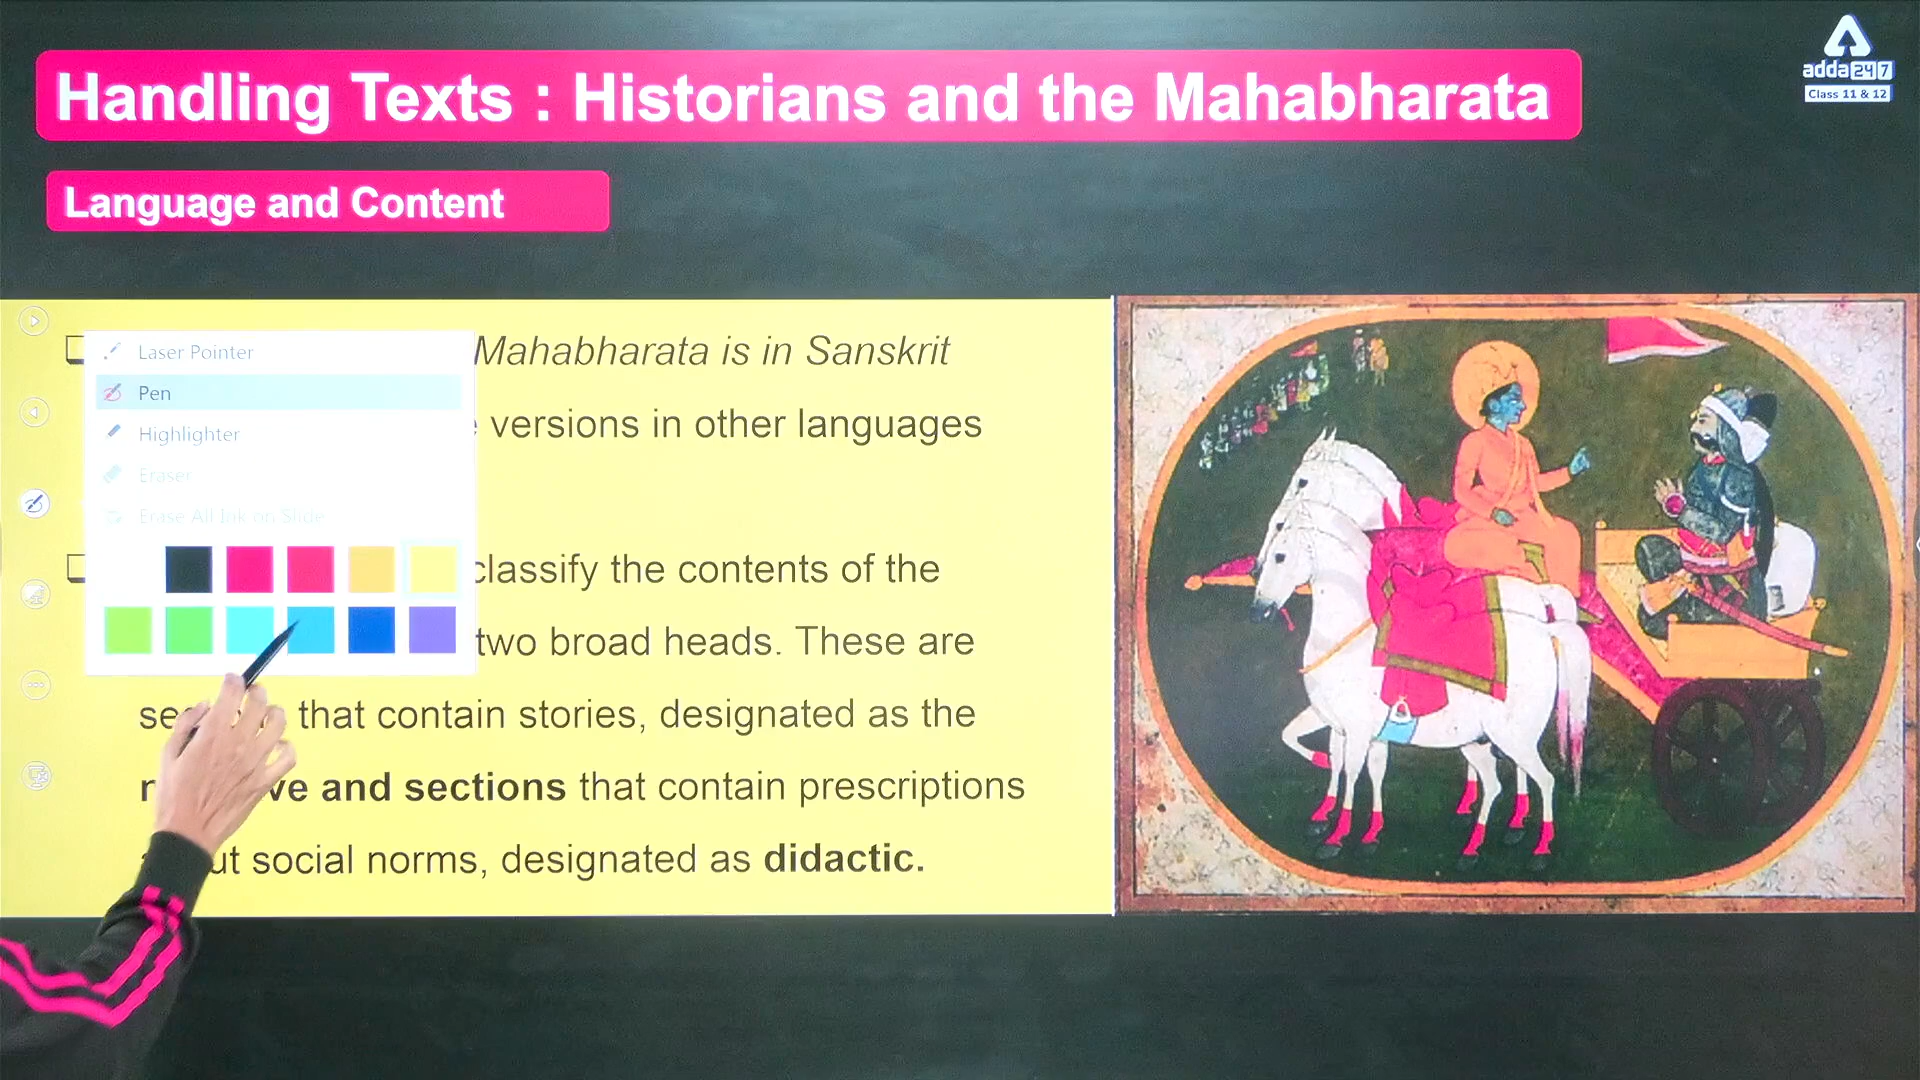 Handling Texts : Historians and the Mahabharata
adda247
Class 11 & 12
Language and Content
Laser Pointer
Pen
Highlighter
Eraser
Erase All Ink on Slide
Mahabharata is in Sanskrit
versions in other languages
classify the contents of the
two broad heads. These are
that contain stories, designated as the
and sections that contain prescriptions
social norms, designated as didactic.